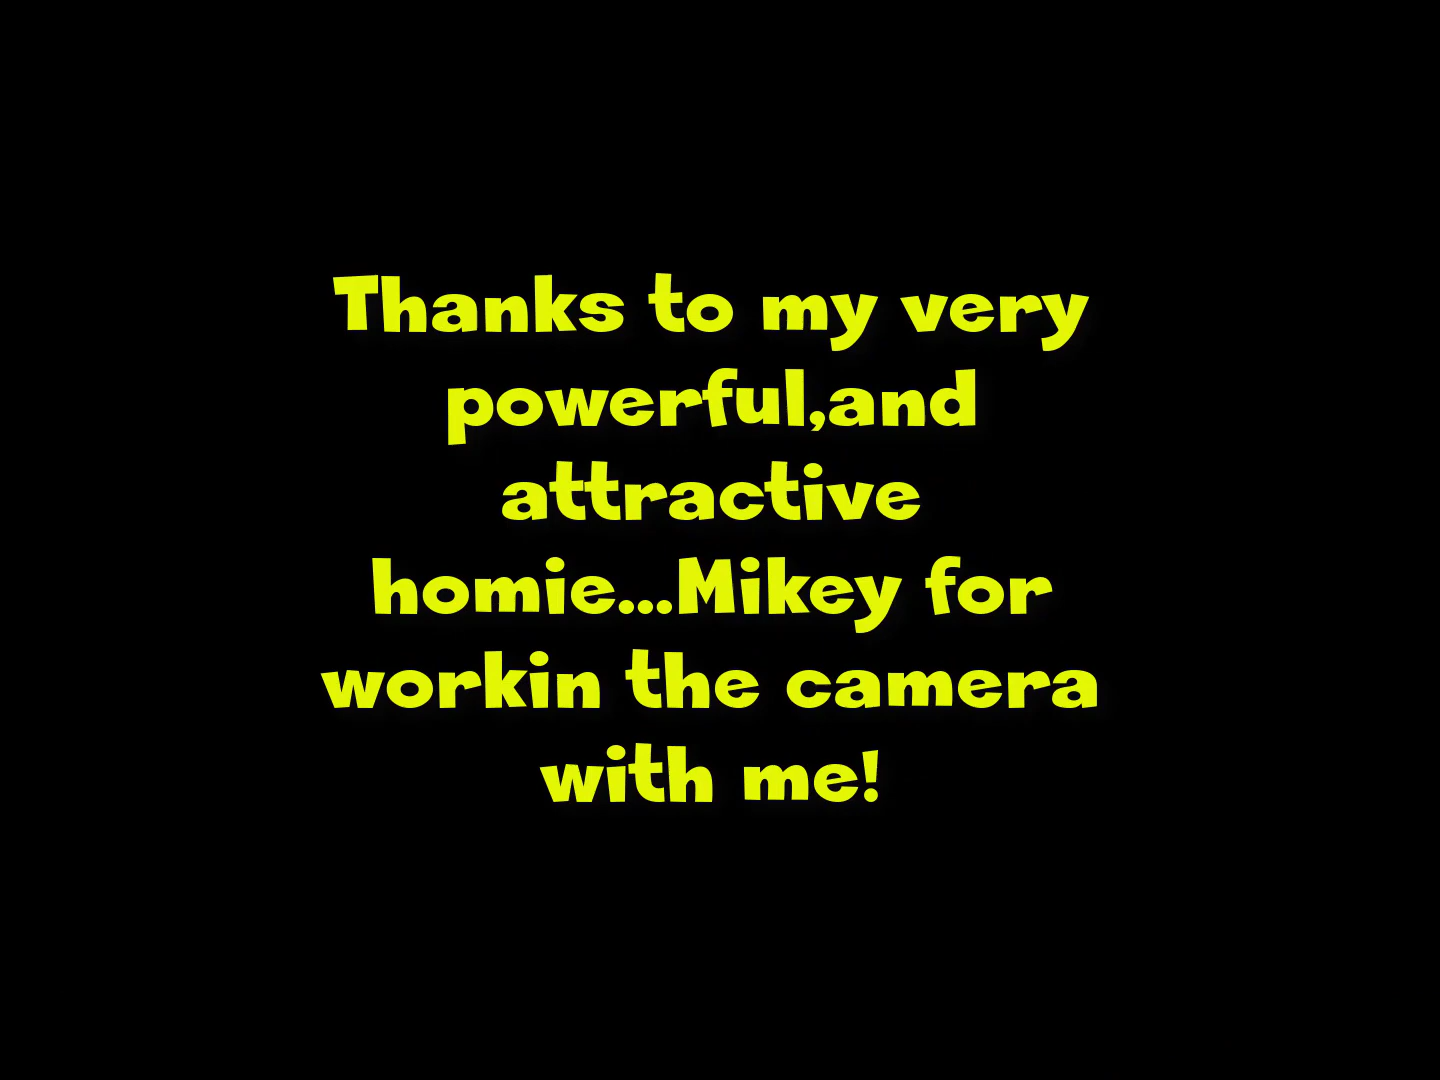 Thanks to my very
powerful,and
attractive
homie...Mikey for
workin the camera
with me!